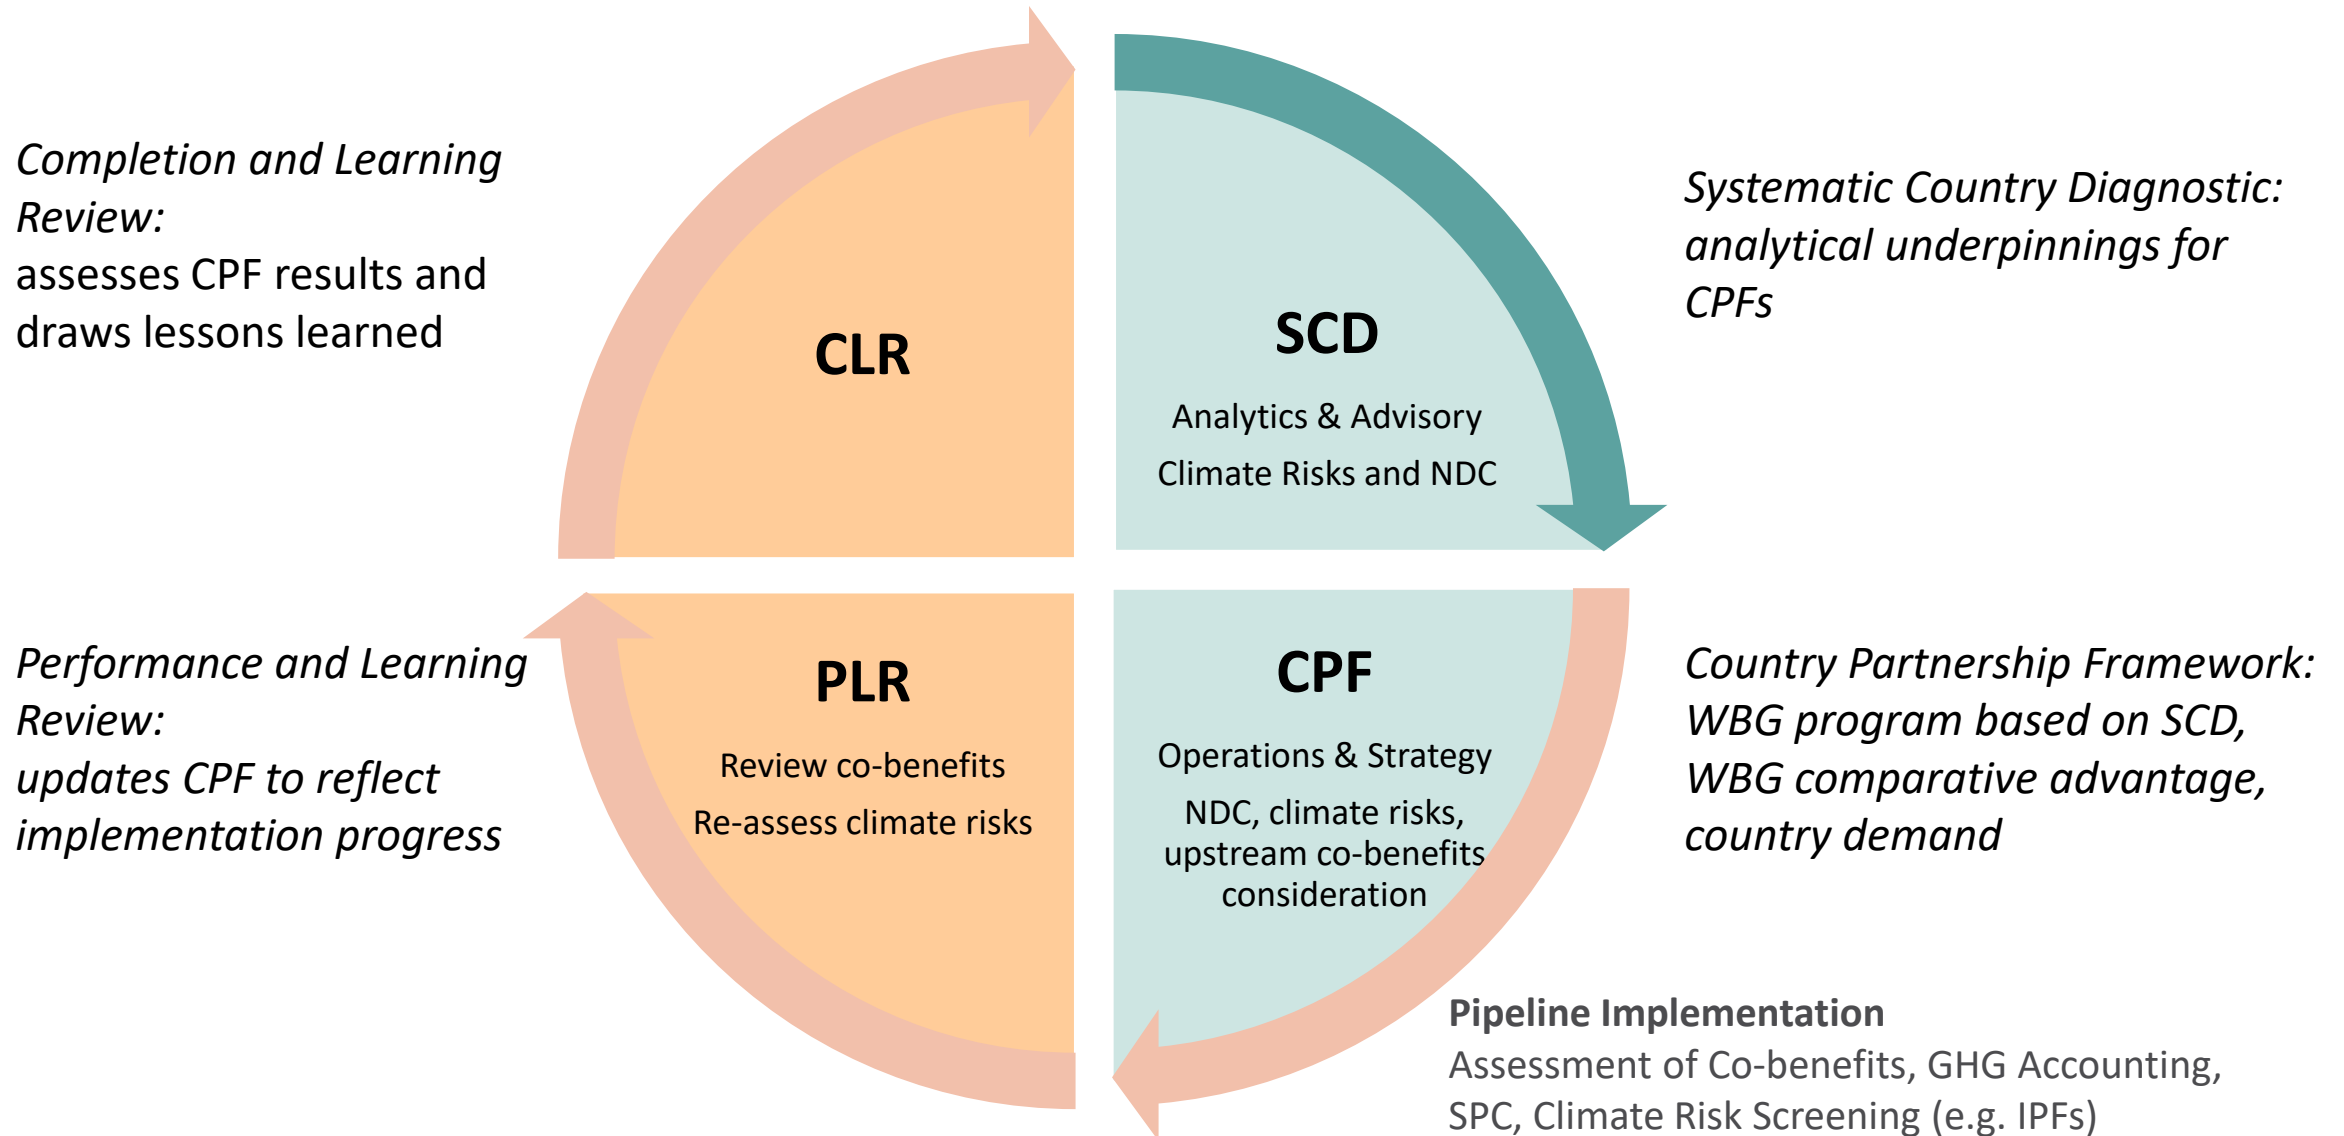 Completion and Learning
Review:
assesses CPF results and
draws lessons learned
CLR
SCD
Analytics & Advisory
Climate Risks and NDC
Systematic Country Diagnostic:
analytical underpinnings for
CPFs
Performance and Learning
Review:
updates CPF to reflect
implementation progress
PLR
Review co-benefits
Re-assess climate risks
CPF
Operations & Strategy
NDC, climate risks,
upstream co-benefits
consideration
Country Partnership Framework:
WBG program based on SCD,
WBG comparative advantage,
country demand
Pipeline Implementation
Assessment of Co-benefits, GHG Accounting,
SPC, Climate Risk Screening (e.g. IPFs)